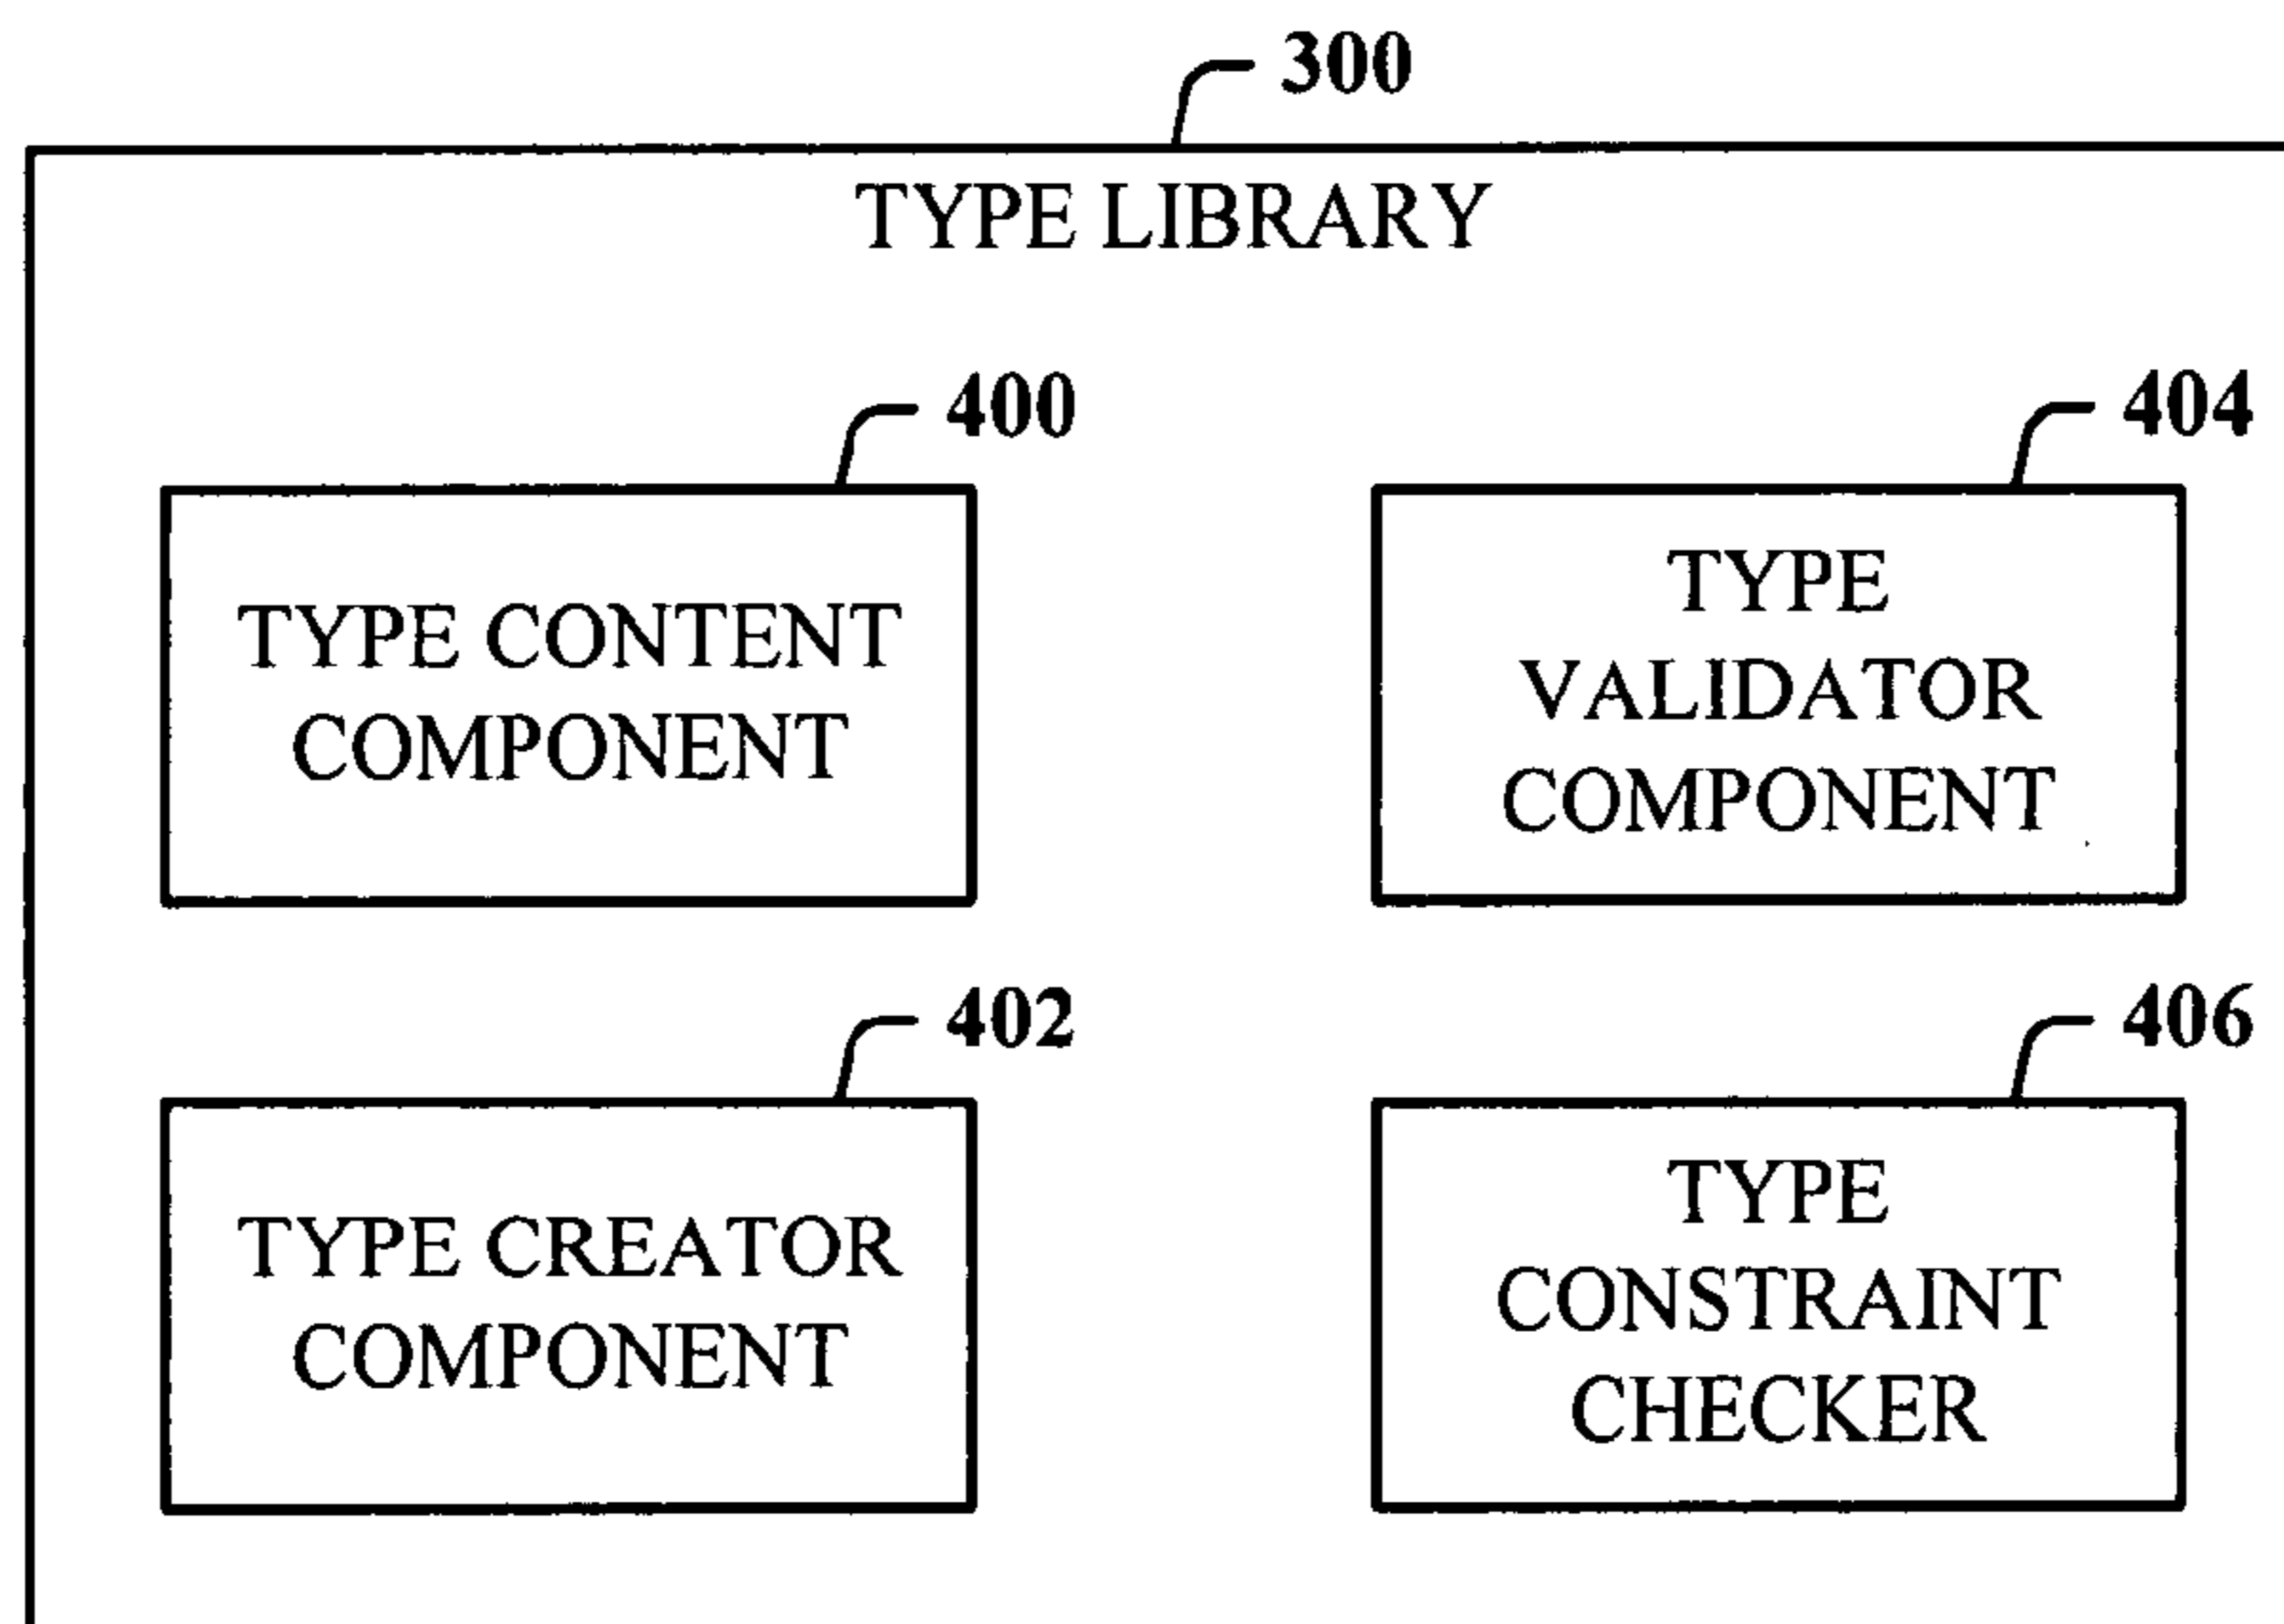 300
TYPE LIBRARY
400
TYPE CONTENT
COMPONENT
404
TYPE
VALIDATOR
COMPONENT
402
TYPE CREATOR
COMPONENT
406
TYPE
CONSTRAINT
CHECKER